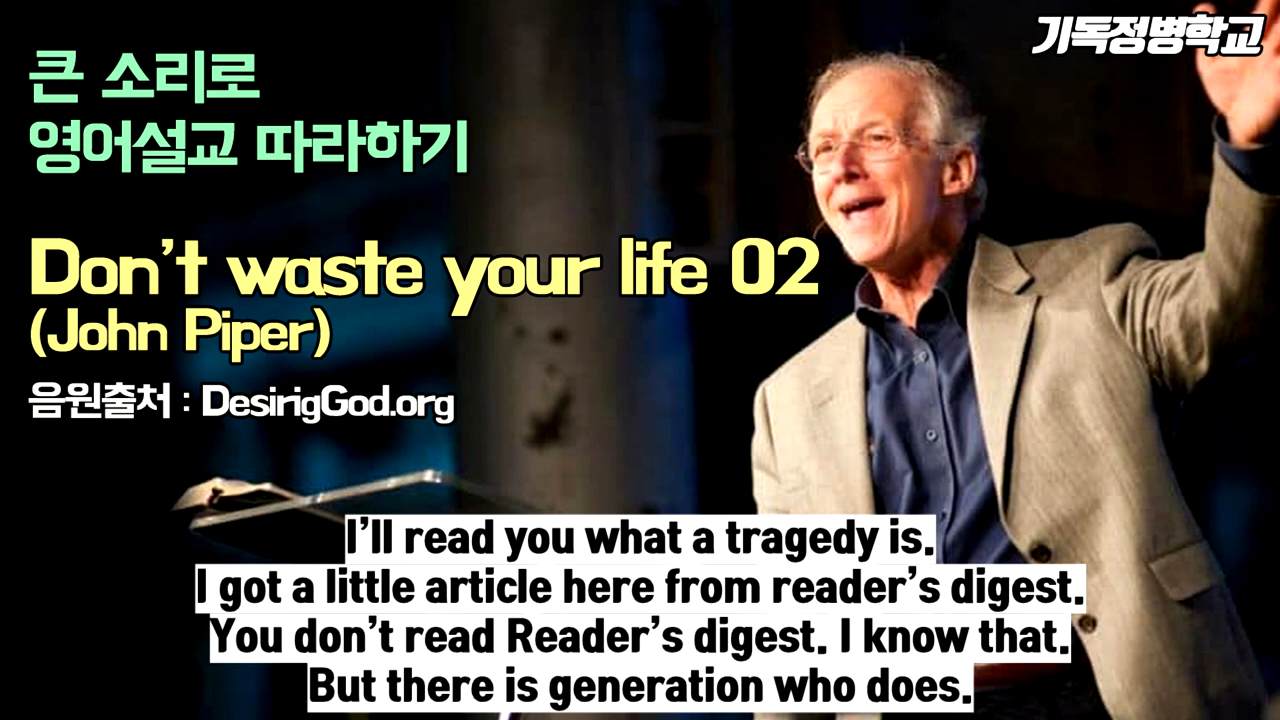 기독정병학교
큰 소리로
영어설교 따라하기
Don't waste your life 02
(John Piper)
음원출처 : DesirigGod.org
I'll read you what a tragedy is.
I got a little article here from reader's digest.
You don't read Reader's digest. I know that.
But there is generation who does.